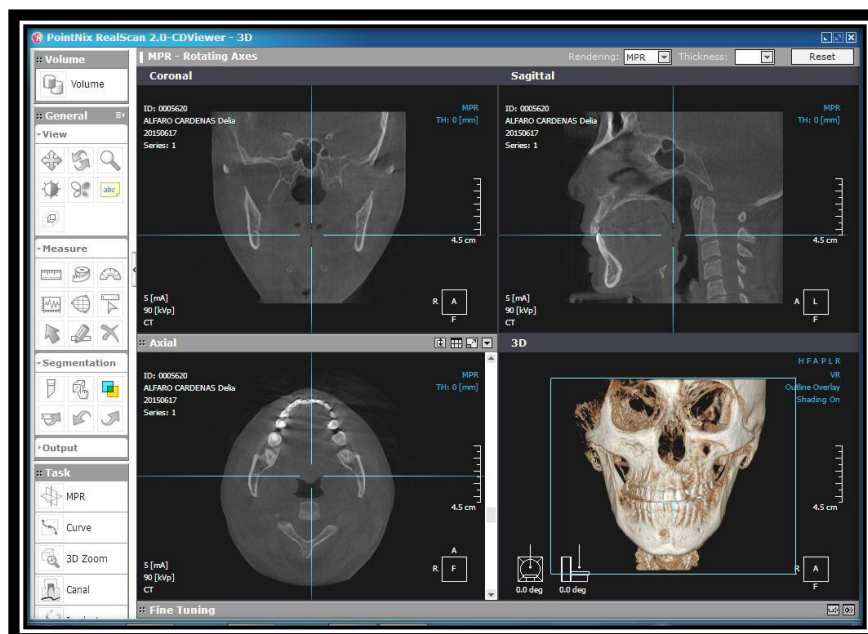 PointNix RealScan 2.0-CDViewer - 3D
Volume
Volume
General
View
abc
Measure
Segmentation
Output
Task
MPR
Curve
3D Zoom
Canal
MPR - Rotating Axes
Rendering: MPR Thickness: Reset
Coronal
ID: 0005620
ALFARO CARDENAS Delia
20150617
Series: 1
MPR
TH: 0 [mm]
4.5 cm
5 [mA]
90 [kVp]
CT
R A
F
Sagittal
ID: 0005620
ALFARO CARDENAS Delia
20150617
Series: 1
MPR
TH: 0 [mm]
4.5 cm
5 [mA]
90 [kVp]
CT
A L
F
Axial
ID: 0005620
ALFARO CARDENAS Delia
20150617
Series: 1
MPR
TH: 0 [mm]
4.5 cm
5 [mA]
90 [kVp]
CT
A
R F
3D
H F A P L R
VR
Outline Overlay
Shading On
4.5 cm
0.0 deg 0.0 deg
R A
F
Fine Tuning